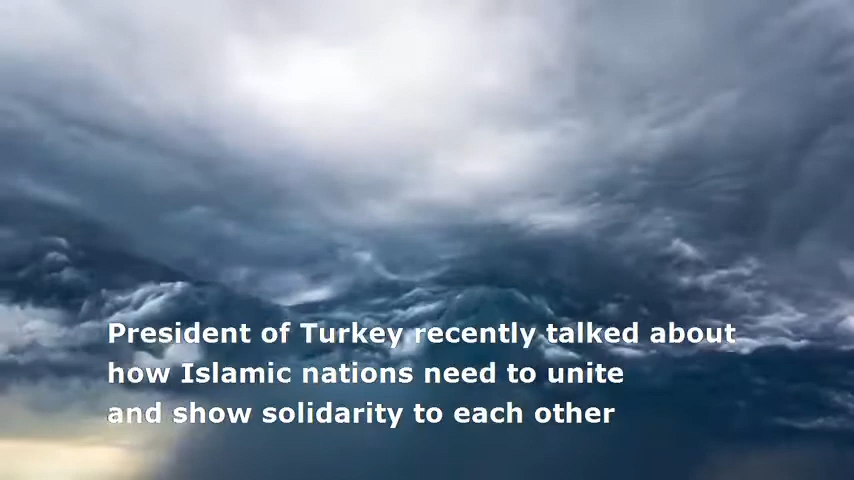 President of Turkey recently talked about
how Islamic nations need to unite
and show solidarity to each other